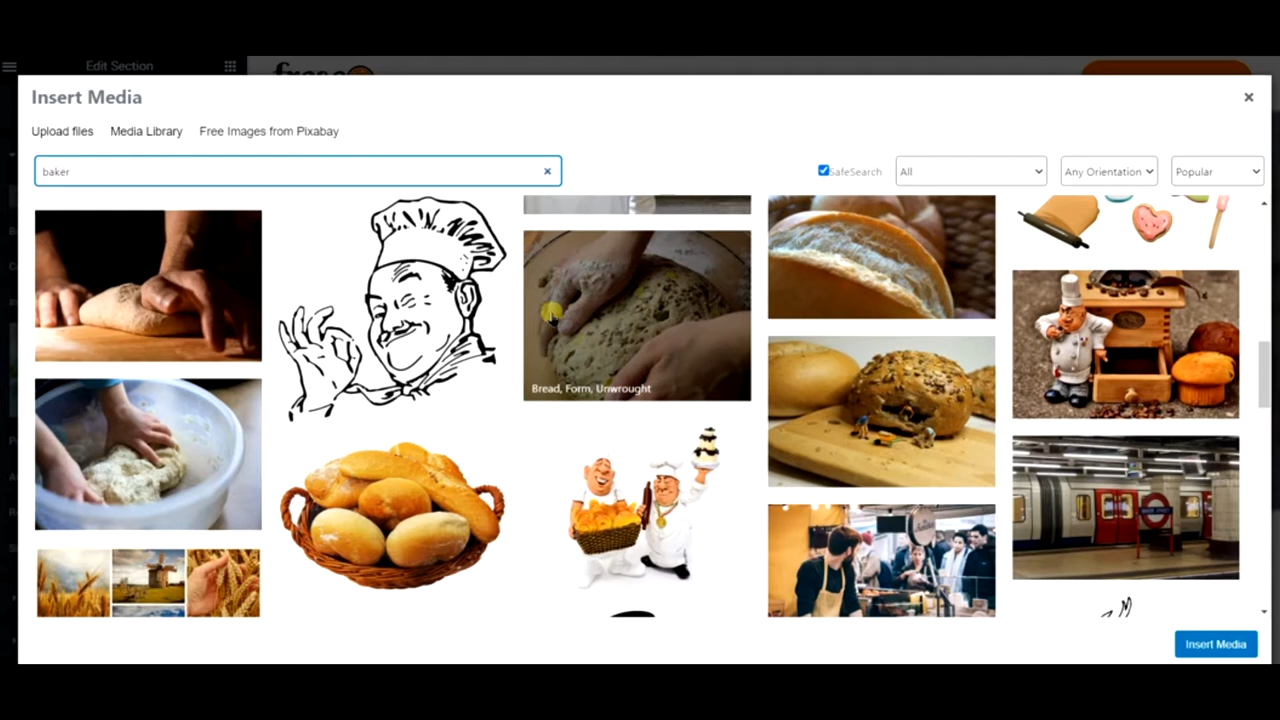 Edit Section
Insert Media
Upload files Media Library Free Images from Pixabay
baker
SafeSearch All Any Orientation Popular
Bread, Form, Unwrought
Insert Media